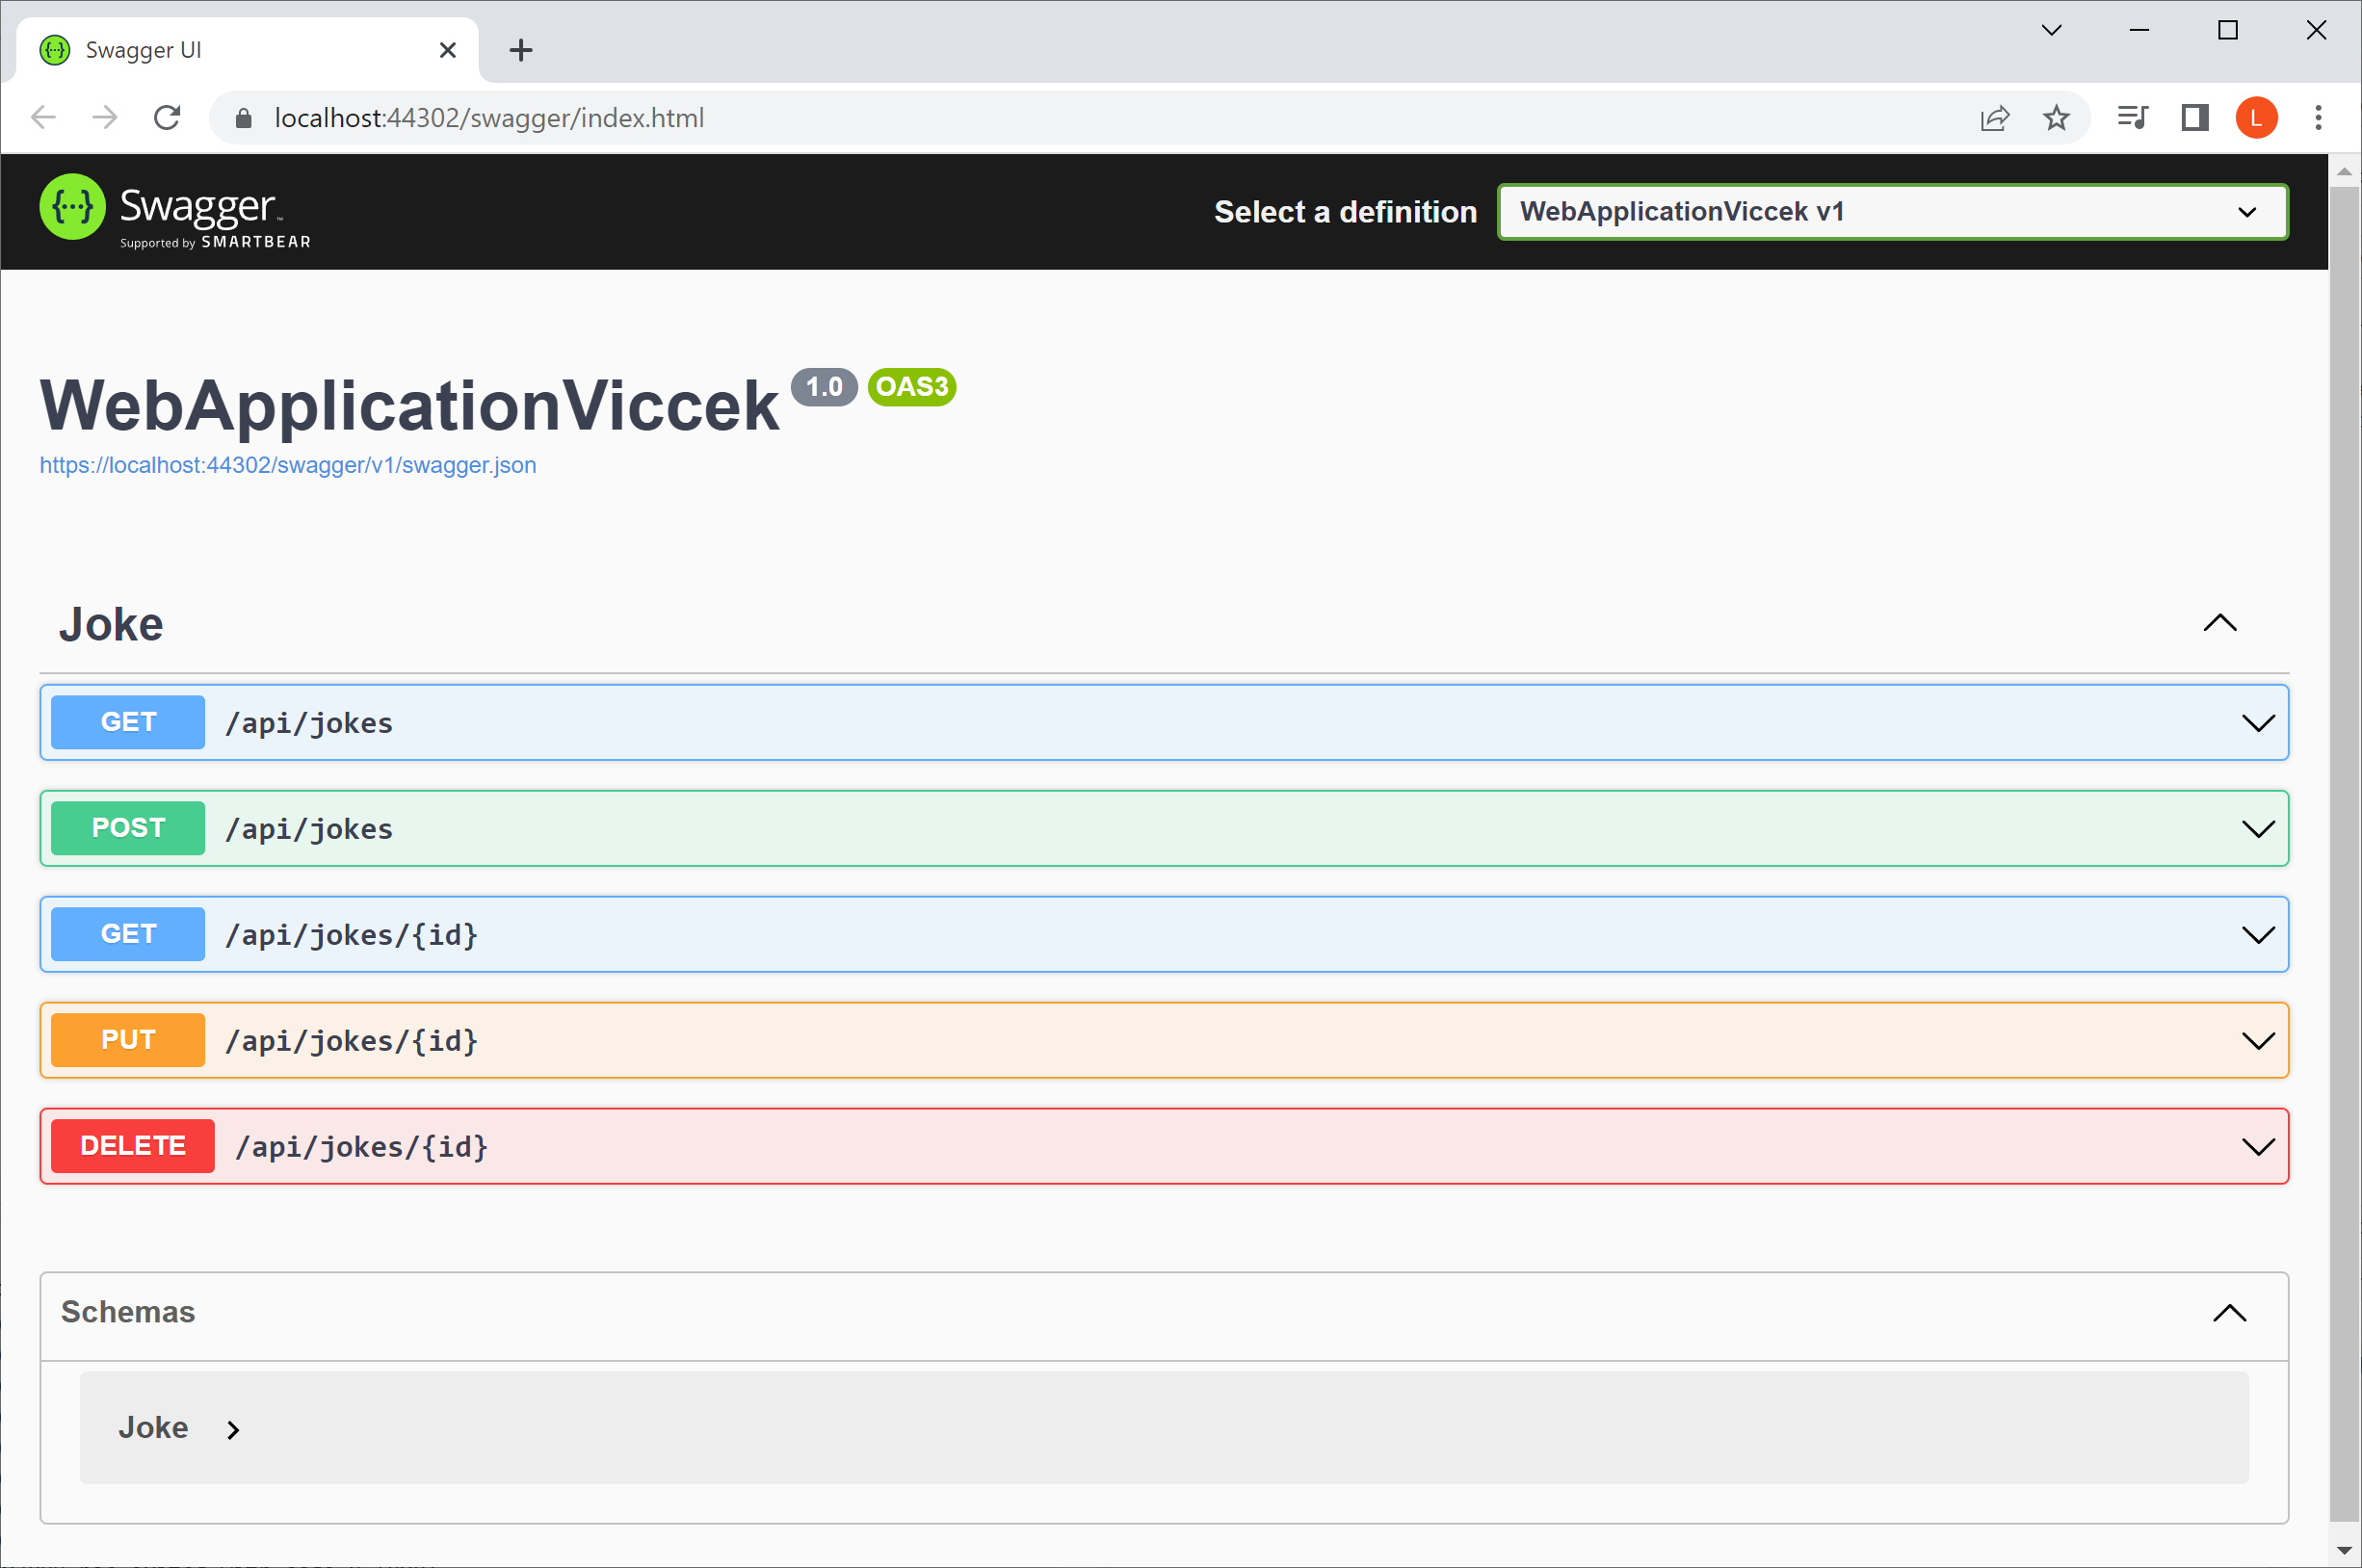 Swagger UI
localhost:44302/swagger/index.html
L
{···} Swagger™
Supported by SMARTBEAR
Select a definition
WebApplicationViccek v1
WebApplicationViccek 1.0 OAS3
https://localhost:44302/swagger/v1/swagger.json
Joke
GET /api/jokes
POST /api/jokes
GET /api/jokes/{id}
PUT /api/jokes/{id}
DELETE /api/jokes/{id}
Schemas
Joke